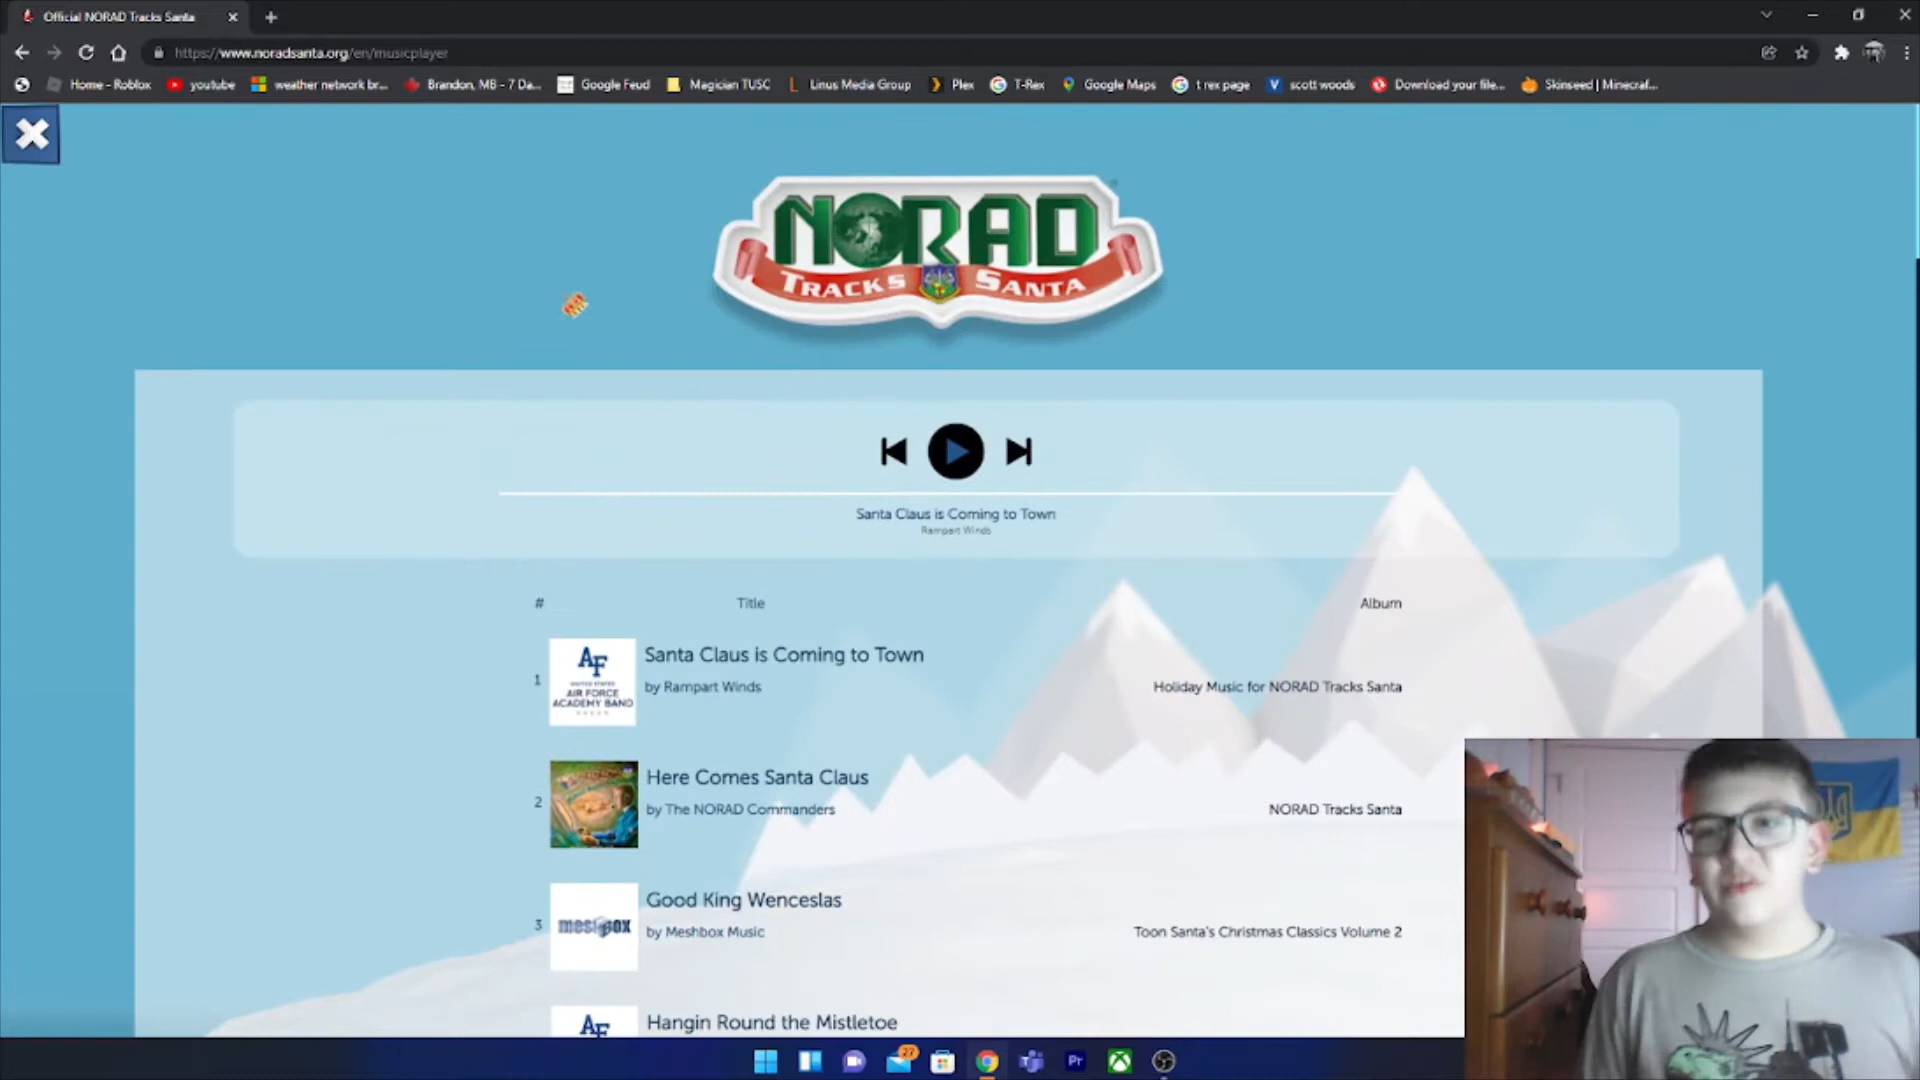 Official NORAD Tracks Santa
https://www.noradsanta.org/en/musicplayer
Home - Roblox
youtube
weather network br...
Brandon, MB - 7 Da...
Google Feud
Magician TUSC
Linus Media Group
Plex
T-Rex
Google Maps
t rex page
scott woods
Download your file...
Skinseed | Minecraf...
NORAD
TRACKS SANTA
Santa Claus is Coming to Town
Rampart Winds
# Title Album
1
AF
UNITED STATES
AIR FORCE
ACADEMY BAND
Santa Claus is Coming to Town
by Rampart Winds
Holiday Music for NORAD Tracks Santa
2
Here Comes Santa Claus
by The NORAD Commanders
NORAD Tracks Santa
3
meshbox
Good King Wenceslas
by Meshbox Music
Toon Santa's Christmas Classics Volume 2
AF
Hangin Round the Mistletoe
27
Pr